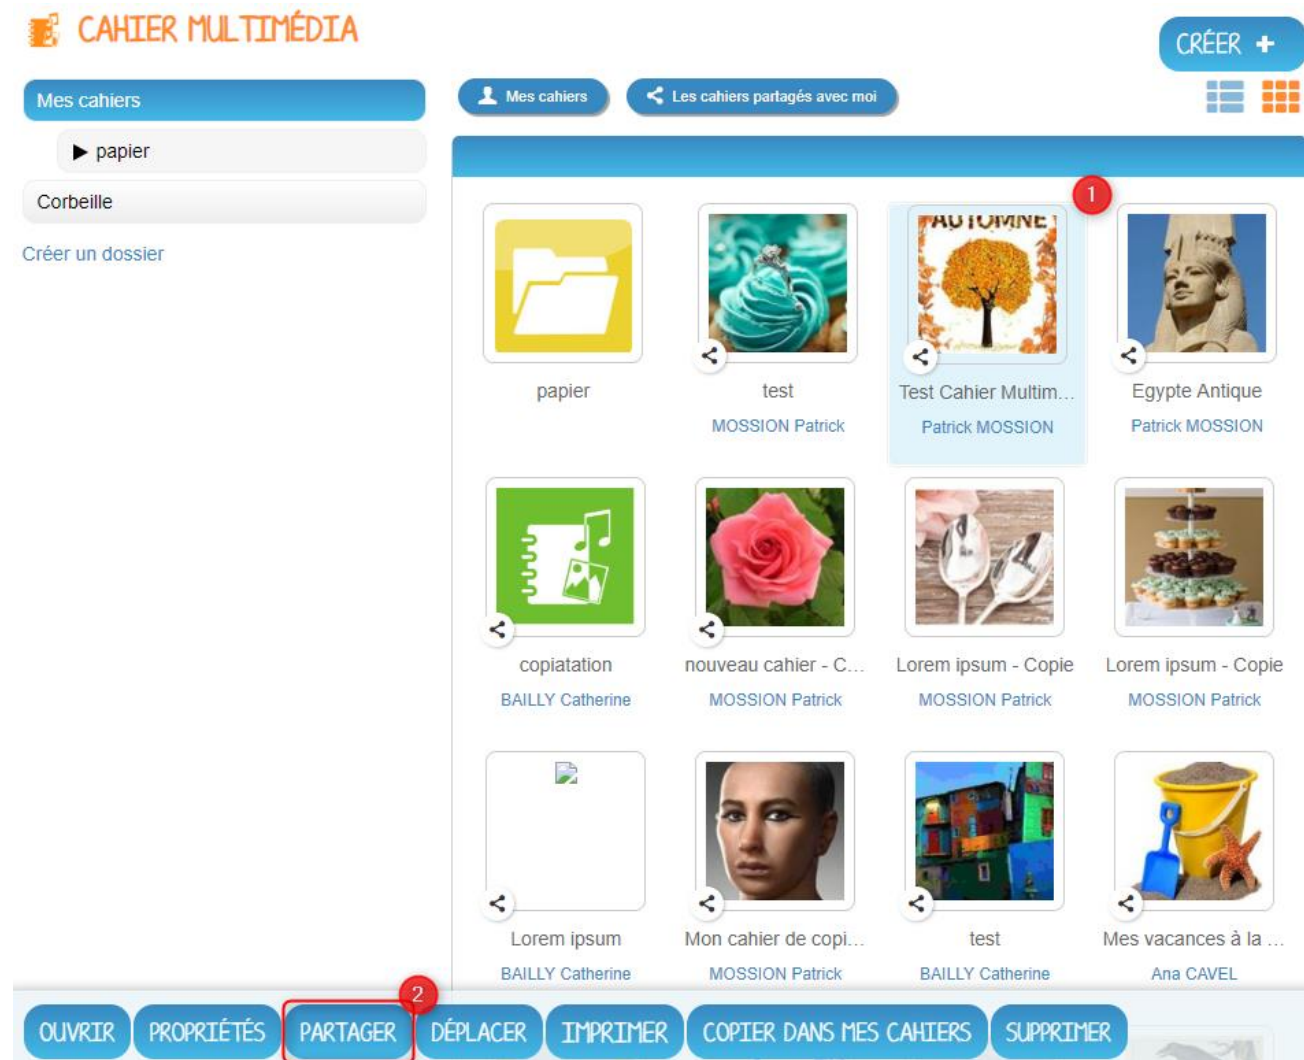 CAHIER MULTIMÉDIA
CRÉER +
Mes cahiers
Mes cahiers
Les cahiers partagés avec moi
papier
Corbeille
Créer un dossier
1
AUTOMNE
papier
test
Test Cahier Multim...
Egypte Antique
MOSSION Patrick
Patrick MOSSION
Patrick MOSSION
copiatation
nouveau cahier - C...
Lorem ipsum - Copie
Lorem ipsum - Copie
BAILLY Catherine
MOSSION Patrick
MOSSION Patrick
MOSSION Patrick
Lorem ipsum
Mon cahier de copi...
test
Mes vacances à la ...
BAILLY Catherine
MOSSION Patrick
BAILLY Catherine
Ana CAVEL
2
OUVRIR
PROPRIÉTÉS
PARTAGER
DÉPLACER
IMPRIMER
COPIER DANS MES CAHIERS
SUPPRIMER